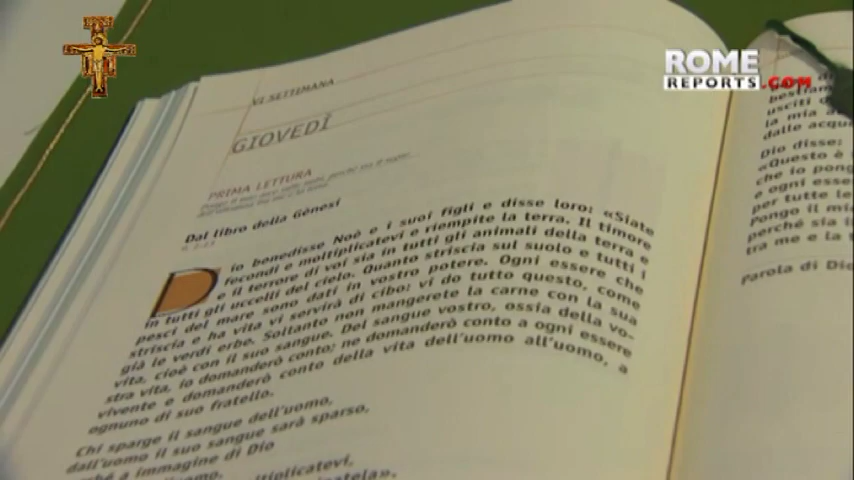 ROME
REPORTS.COM
VI SETTIMANA
GIOVEDÌ
PRIMA LETTURA
Dal libro della Gènesi
9, 1-13
Dio benedisse Noè e i suoi figli e disse loro: «Siate
fecondi e moltiplicatevi e riempite la terra. Il timore
e il terrore di voi sia in tutti gli animali della terra e
in tutti gli uccelli del cielo. Quanto striscia sul suolo e tutti i
pesci del mare sono dati in vostro potere. Ogni essere che
striscia e ha vita vi servirà di cibo: vi do tutto questo, come
già le verdi erbe. Soltanto non mangerete la carne con la sua
vita, cioè con il suo sangue. Del sangue vostro, ossia della vo-
stra vita, io domanderò conto; ne domanderò conto a ogni essere
vivente e domanderò conto della vita dell'uomo all'uomo, a
ognuno di suo fratello.
Chi sparge il sangue dell'uomo,
dall'uomo il suo sangue sarà sparso,
a immagine di Dio
l'uomo.
usciti
la mia
dalle acqu
Dio disse:
«Questo è
che io pong
e ogni esse
per tutte le
Pongo il mi
perché sia i
tra me e la
Parola di Dio